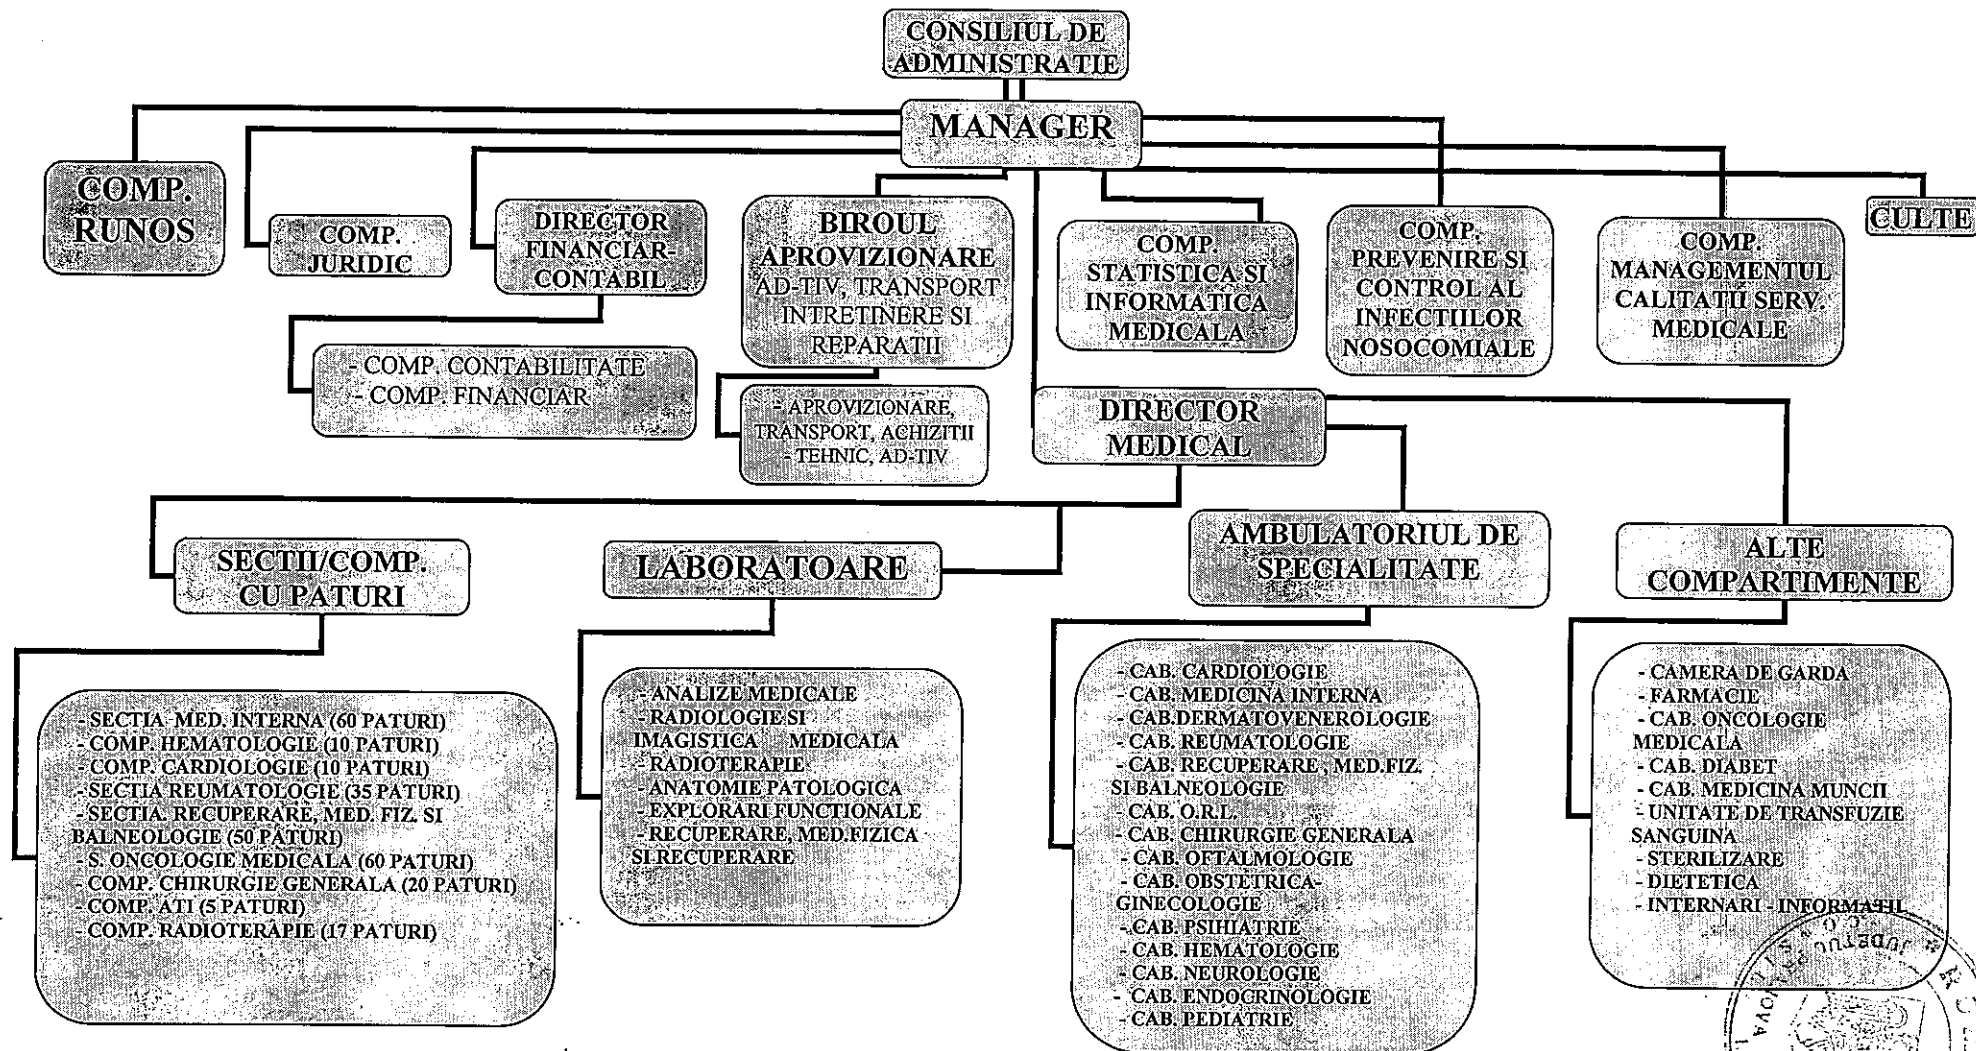 CONSILIUL DE
ADMINISTRATIE
MANAGER
COMP.
RUNOS
COMP.
JURIDIC
DIRECTOR
FINANCIAR-
CONTABIL
BIROUL
APROVIZIONARE
AD-TIV, TRANSPORT
INTRETINERE SI
REPARATII
COMP.
STATISTICA SI
INFORMATICA
MEDICALA
COMP.
PREVENIRE SI
CONTROL AL
INFECTIILOR
NOSOCOMIALE
COMP.
MANAGEMENTUL
CALITATII SERV.
MEDICALE
CULTE
- COMP. CONTABILITATE
- COMP. FINANCIAR
- APROVIZIONARE,
TRANSPORT, ACHIZITII
- TEHNIC, AD-TIV
DIRECTOR
MEDICAL
SECTII/COMP.
CU PATURI
LABORATOARE
AMBULATORIUL DE
SPECIALITATE
ALTE
COMPARTIMENTE
- SECTIA MED. INTERNA (60 PATURI)
- COMP. HEMATOLOGIE (10 PATURI)
- COMP. CARDIOLOGIE (10 PATURI)
- SECTIA REUMATOLOGIE (35 PATURI)
- SECTIA. RECUPERARE, MED. FIZ. SI
BALNEOLOGIE (50 PATURI)
- S. ONCOLOGIE MEDICALA (60 PATURI)
- COMP. CHIRURGIE GENERALA (20 PATURI)
- COMP. ATI (5 PATURI)
- COMP. RADIOTERAPIE (17 PATURI)
- ANALIZE MEDICALE
- RADIOLOGIE SI
IMAGISTICA MEDICALA
- RADIOTERAPIE
- ANATOMIE PATOLOGICA
- EXPLORARI FUNCTIONALE
- RECUPERARE, MED.FIZICA
SI RECUPERARE
- CAB. CARDIOLOGIE
- CAB. MEDICINA INTERNA
- CAB.DERMATOVENEROLOGIE
- CAB. REUMATOLOGIE
- CAB. RECUPERARE , MED.FIZ.
SI BALNEOLOGIE
- CAB. O.R.L.
- CAB. CHIRURGIE GENERALA
- CAB. OFTALMOLOGIE
- CAB. OBSTETRICA-
GINECOLOGIE
- CAB. PSIHIATRIE
- CAB. HEMATOLOGIE
- CAB. NEUROLOGIE
- CAB. ENDOCRINOLOGIE
- CAB. PEDIATRIE
- CAMERA DE GARDA
- FARMACIE
- CAB. ONCOLOGIE
MEDICALA
- CAB. DIABET
- CAB. MEDICINA MUNCII
- UNITATE DE TRANSFUZIE
SANGUINA
- STERILIZARE
- DIETETICA
- INTERNARI - INFORMATII
JUDETUL